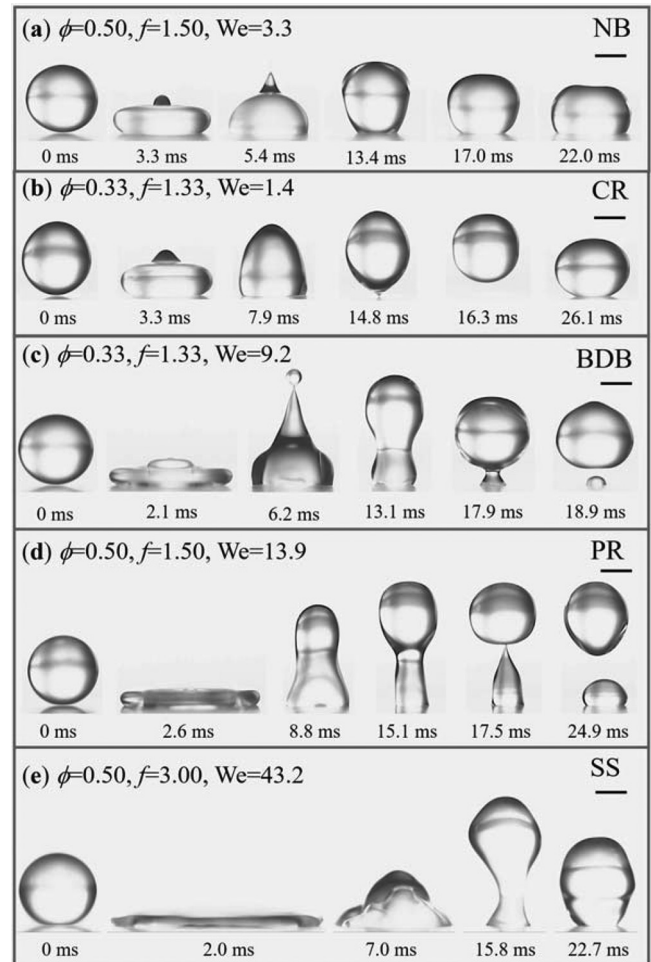 (a) ϕ=0.50, f=1.50, We=3.3 NB
0 ms 3.3 ms 5.4 ms 13.4 ms 17.0 ms 22.0 ms
(b) ϕ=0.33, f=1.33, We=1.4 CR
0 ms 3.3 ms 7.9 ms 14.8 ms 16.3 ms 26.1 ms
(c) ϕ=0.33, f=1.33, We=9.2 BDB
0 ms 2.1 ms 6.2 ms 13.1 ms 17.9 ms 18.9 ms
(d) ϕ=0.50, f=1.50, We=13.9 PR
0 ms 2.6 ms 8.8 ms 15.1 ms 17.5 ms 24.9 ms
(e) ϕ=0.50, f=3.00, We=43.2 SS
0 ms 2.0 ms 7.0 ms 15.8 ms 22.7 ms